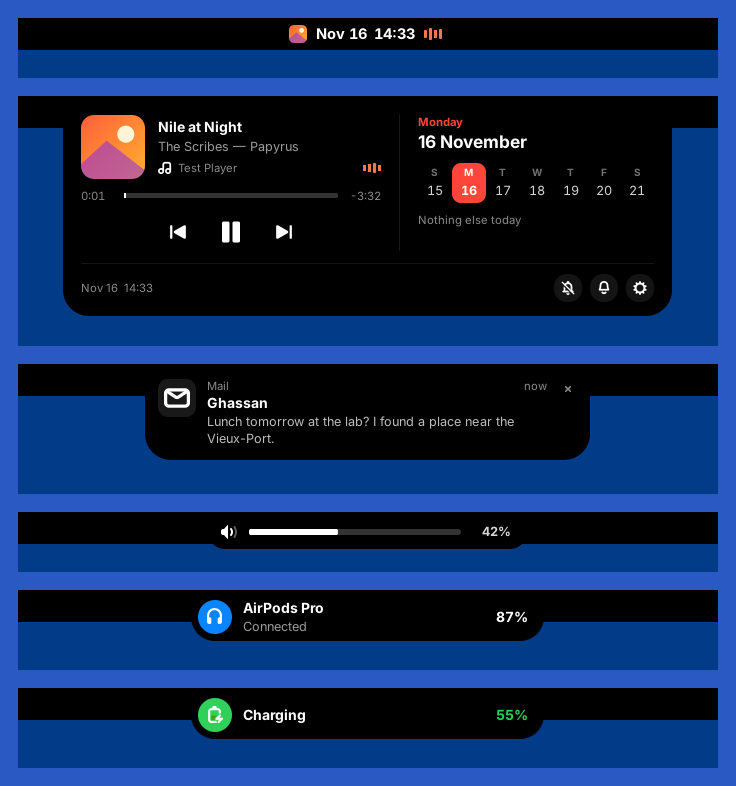 Nov 16 14:33
Nile at Night
The Scribes — Papyrus
Test Player
0:01
-3:32
Monday
16 November
S M T W T F S
15 16 17 18 19 20 21
Nothing else today
Nov 16 14:33
Mail
now
×
Ghassan
Lunch tomorrow at the lab? I found a place near the
Vieux-Port.
42%
AirPods Pro
Connected
87%
Charging
55%